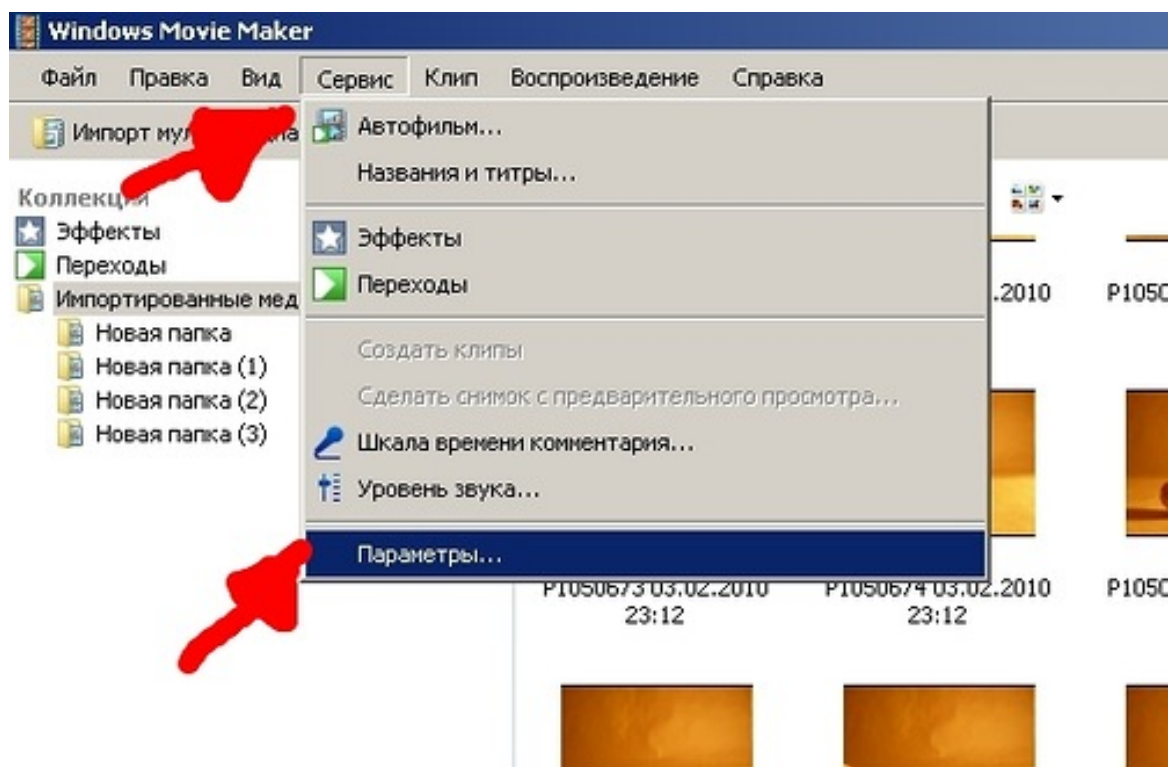 Windows Movie Maker
Файл Правка Вид Сервис Клип Воспроизведение Справка
Импорт
Автофильм...
Названия и титры...
Эффекты
Переходы
Создать клипы
Сделать снимок с предварительного просмотра...
Шкала времени комментария...
Уровень звука...
Параметры...
Эффекты
Переходы
Импортированные мед
Новая папка
Новая папка (1)
Новая папка (2)
Новая папка (3)
.2010 P1050
P1050673 03.02.2010 P1050674 03.02.2010 P1050
23:12 23:12